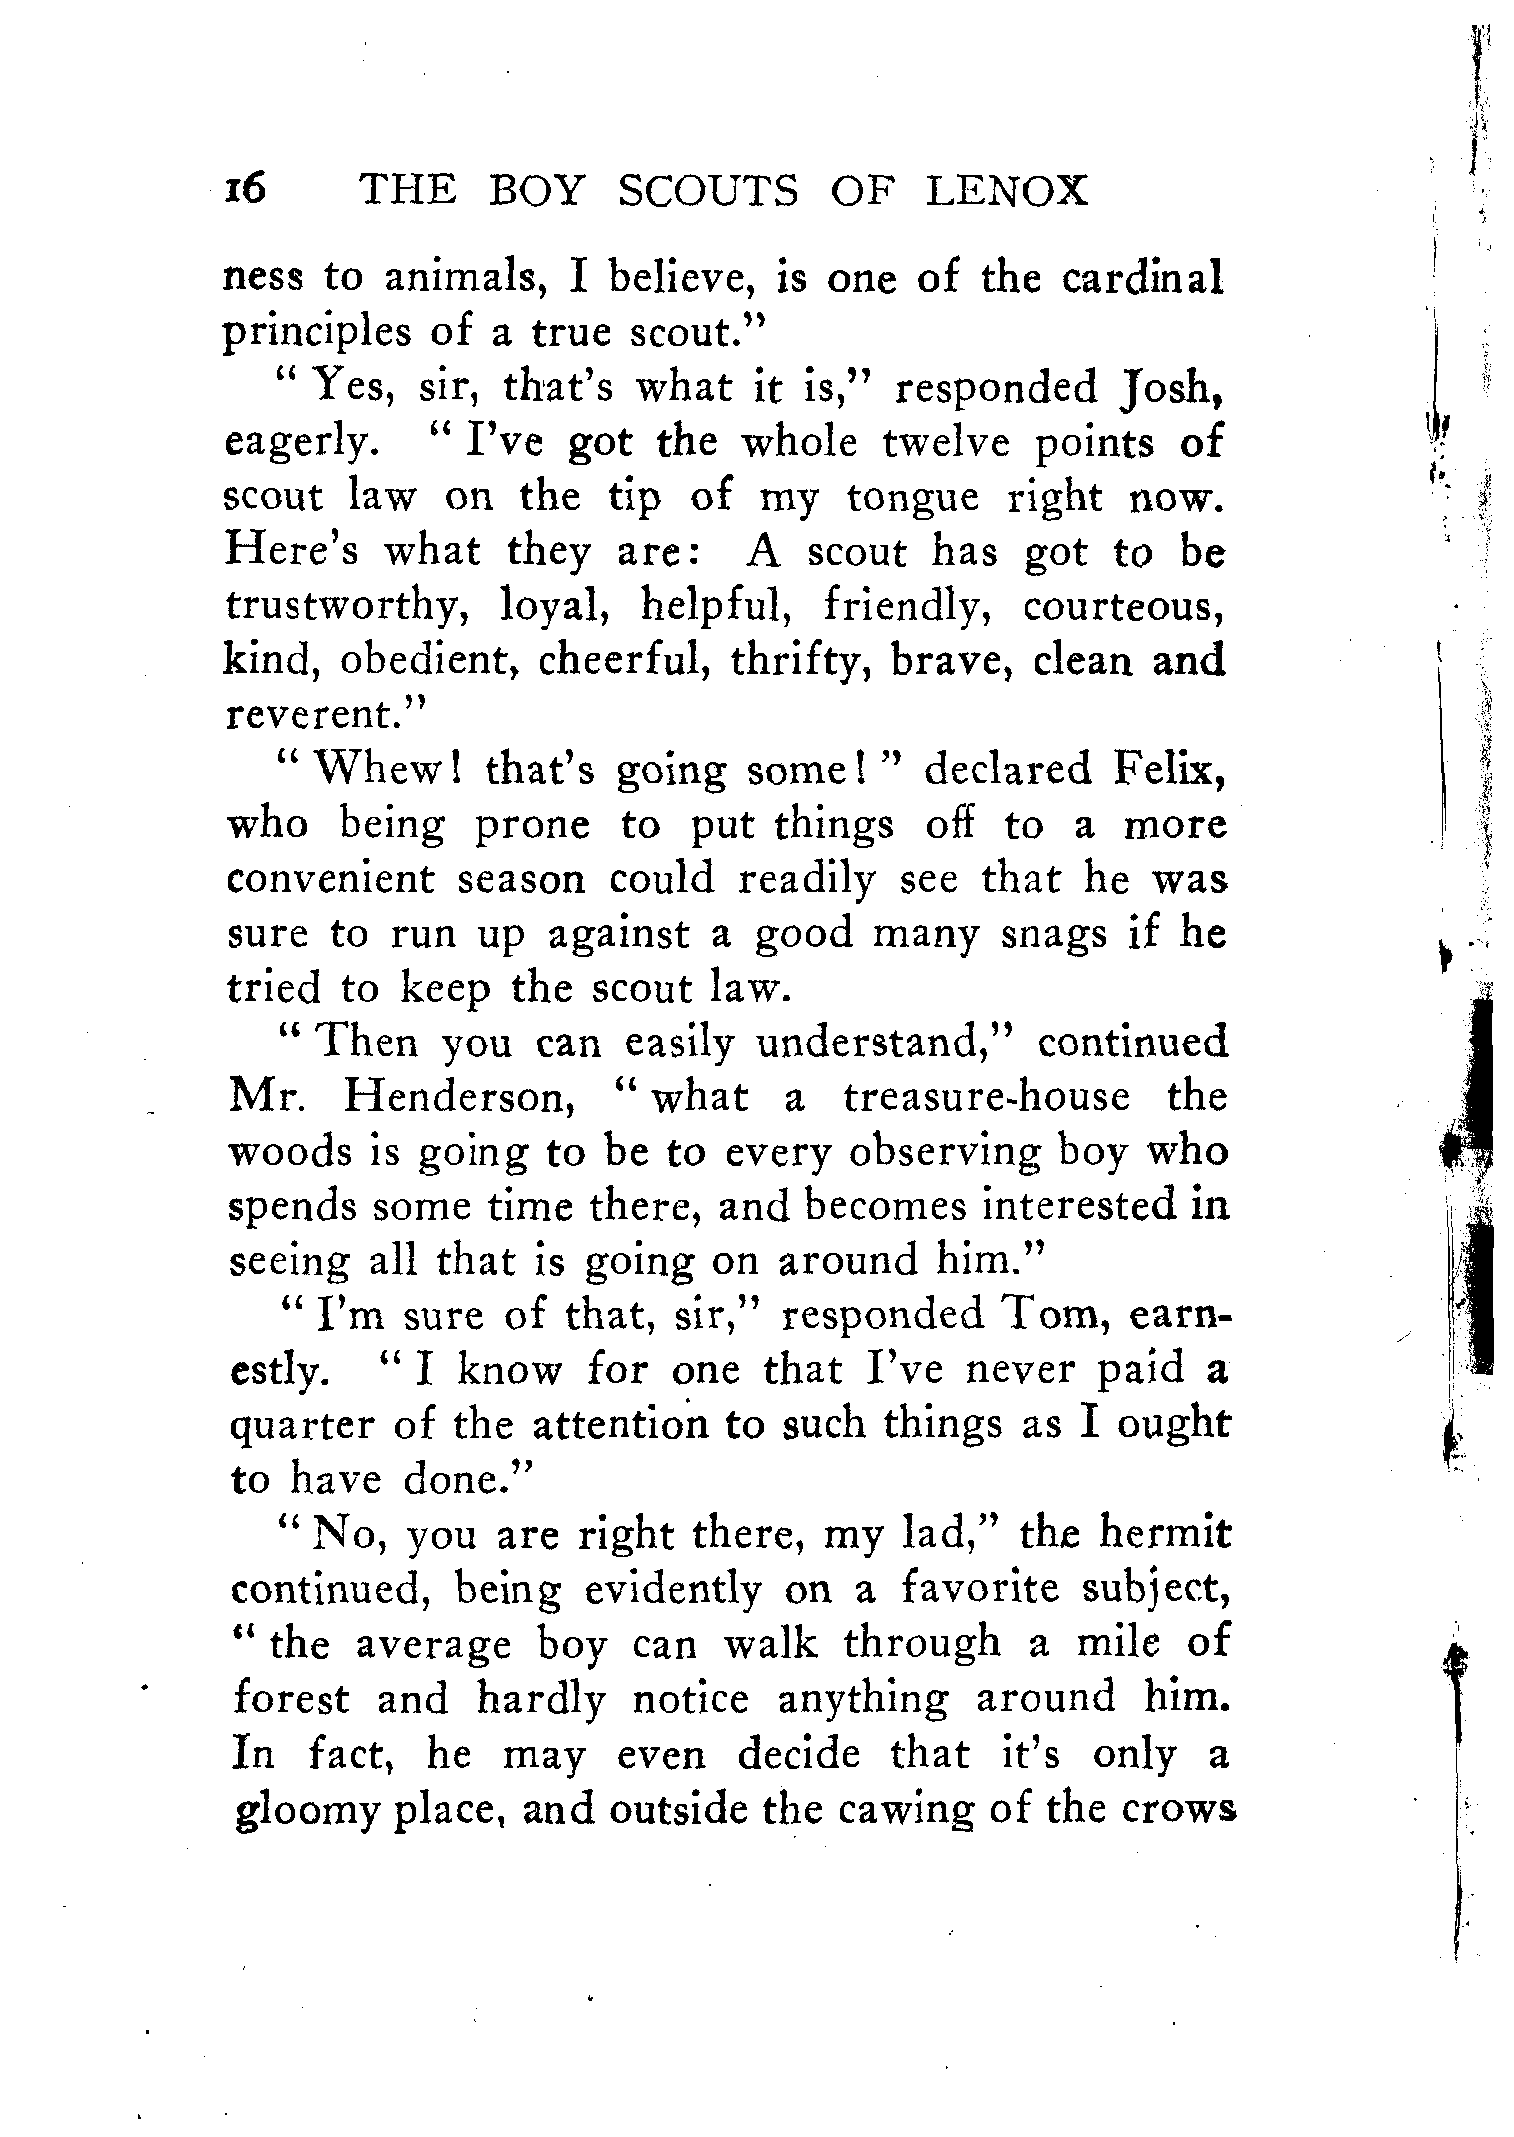 16 THE BOY SCOUTS OF LENOX
ness to animals, I believe, is one of the cardinal
principles of a true scout."
" Yes, sir, that's what it is," responded Josh,
eagerly. " I've got the whole twelve points of
scout law on the tip of my tongue right now.
Here's what they are: A scout has got to be
trustworthy, loyal, helpful, friendly, courteous,
kind, obedient, cheerful, thrifty, brave, clean and
reverent."
" Whew! that's going some! " declared Felix,
who being prone to put things off to a more
convenient season could readily see that he was
sure to run up against a good many snags if he
tried to keep the scout law.
" Then you can easily understand," continued
Mr. Henderson, " what a treasure-house the
woods is going to be to every observing boy who
spends some time there, and becomes interested in
seeing all that is going on around him."
" I'm sure of that, sir," responded Tom, earn-
estly. " I know for one that I've never paid a
quarter of the attention to such things as I ought
to have done."
" No, you are right there, my lad," the hermit
continued, being evidently on a favorite subject,
" the average boy can walk through a mile of
forest and hardly notice anything around him.
In fact, he may even decide that it's only a
gloomy place, and outside the cawing of the crows